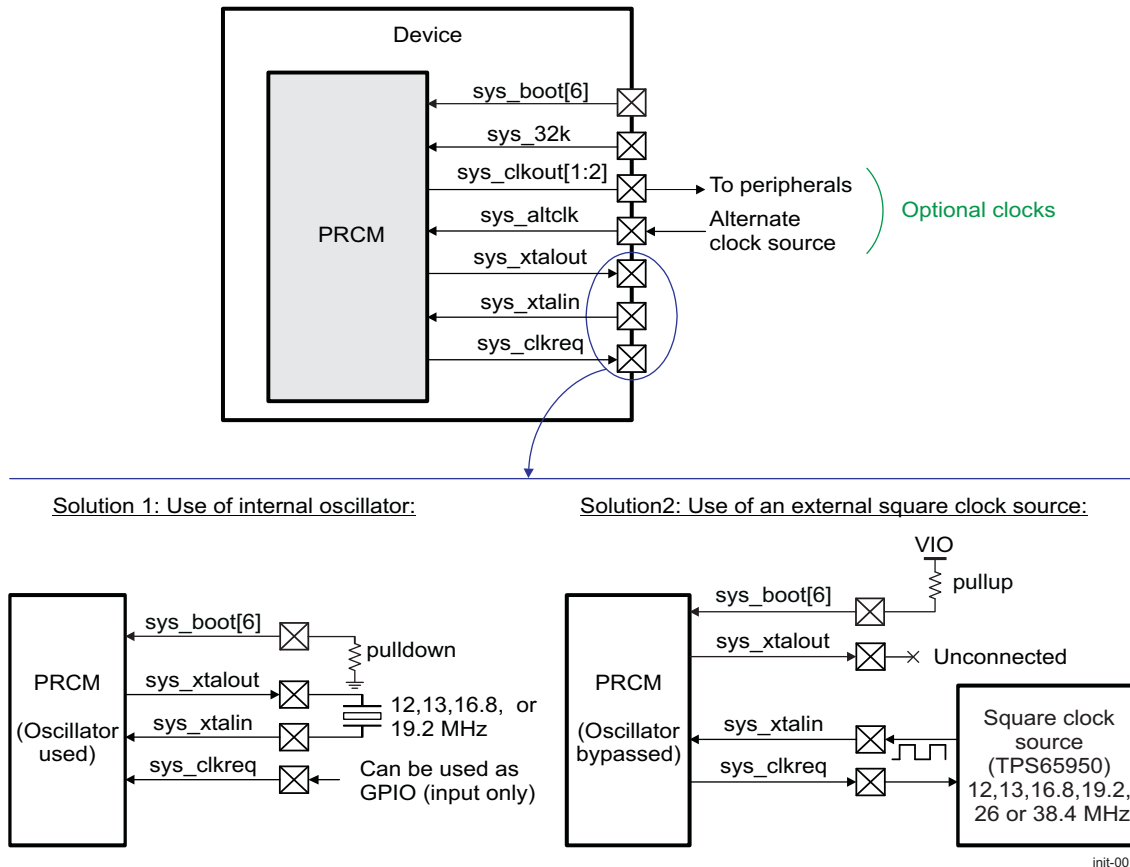 Device
sys_boot[6]
sys_32k
sys_clkout[1:2]
To peripherals
sys_altclk
Alternate
clock source
Optional clocks
PRCM
sys_xtalout
sys_xtalin
sys_clkreq
Solution 1: Use of internal oscillator:
sys_boot[6]
pulldown
PRCM
(Oscillator
used)
sys_xtalout
12,13,16.8, or
19.2 MHz
sys_xtalin
sys_clkreq
Can be used as
GPIO (input only)
Solution2: Use of an external square clock source:
VIO
pullup
sys_boot[6]
sys_xtalout
Unconnected
PRCM
(Oscillator
bypassed)
sys_xtalin
sys_clkreq
Square clock
source
(TPS65950)
12,13,16.8,19.2,
26 or 38.4 MHz
init-00